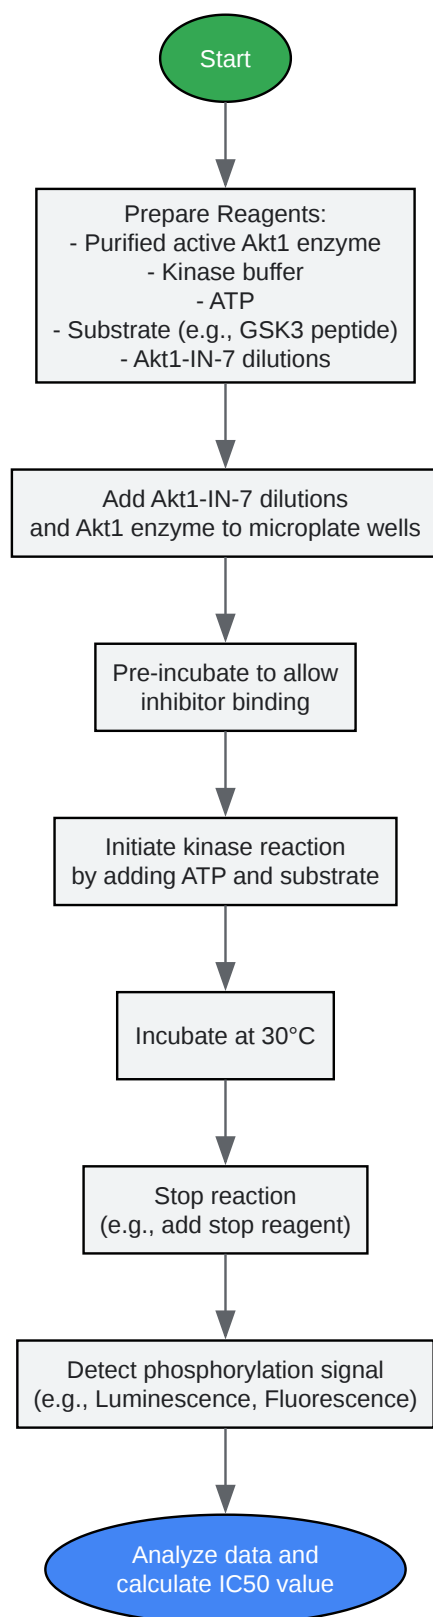 Start
Prepare Reagents:
- Purified active Akt1 enzyme
- Kinase buffer
- ATP
- Substrate (e.g., GSK3 peptide)
- Akt1-IN-7 dilutions
Add Akt1-IN-7 dilutions
and Akt1 enzyme to microplate wells
Pre-incubate to allow
inhibitor binding
Initiate kinase reaction
by adding ATP and substrate
Incubate at 30°C
Stop reaction
(e.g., add stop reagent)
Detect phosphorylation signal
(e.g., Luminescence, Fluorescence)
Analyze data and
calculate IC50 value